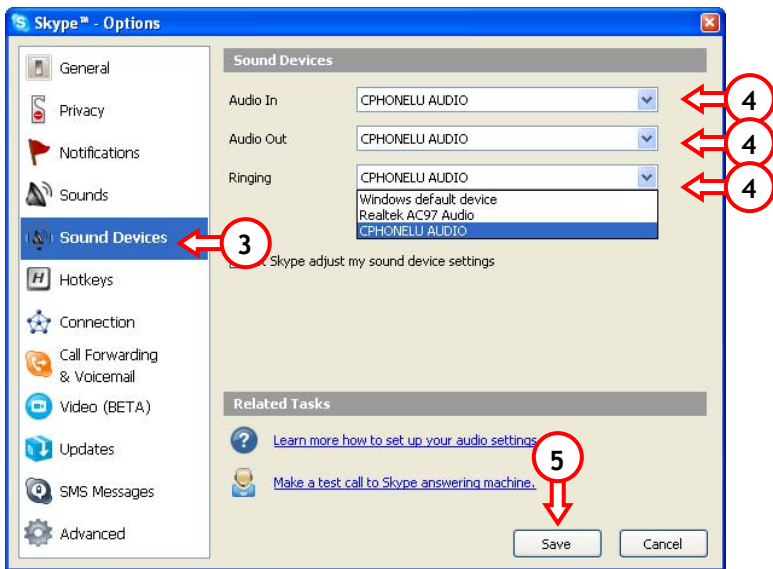 Skype™ - Options
General
Privacy
Notifications
Sounds
Sound Devices
Hotkeys
Connection
Call Forwarding
& Voicemail
Video (BETA)
Updates
SMS Messages
Advanced
Sound Devices
Audio In
CPHONELU AUDIO
4
Audio Out
CPHONELU AUDIO
4
Ringing
CPHONELU AUDIO
4
Windows default device
Realtek AC97 Audio
CPHONELU AUDIO
3
Skype adjust my sound device settings
Related Tasks
Learn more how to set up your audio settings
Make a test call to Skype answering machine.
5
Save
Cancel